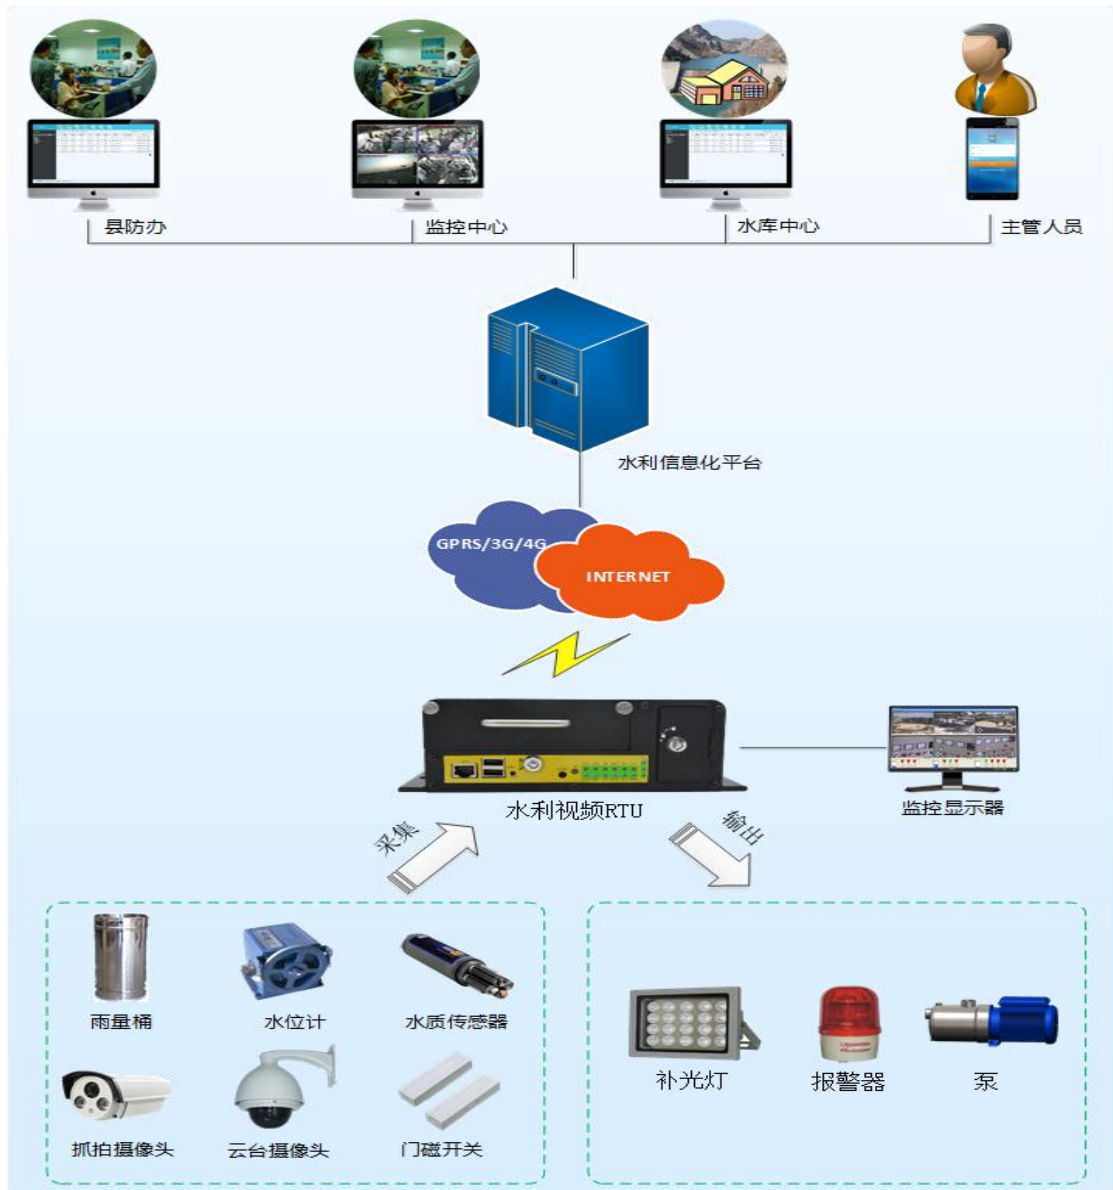 县防办
监控中心
水库中心
主管人员
水利信息化平台
GPRS/3G/4G
INTERNET
水利视频RTU
监控显示器
采集
输出
雨量桶
水位计
水质传感器
抓拍摄像头
云台摄像头
门磁开关
补光灯
报警器
泵